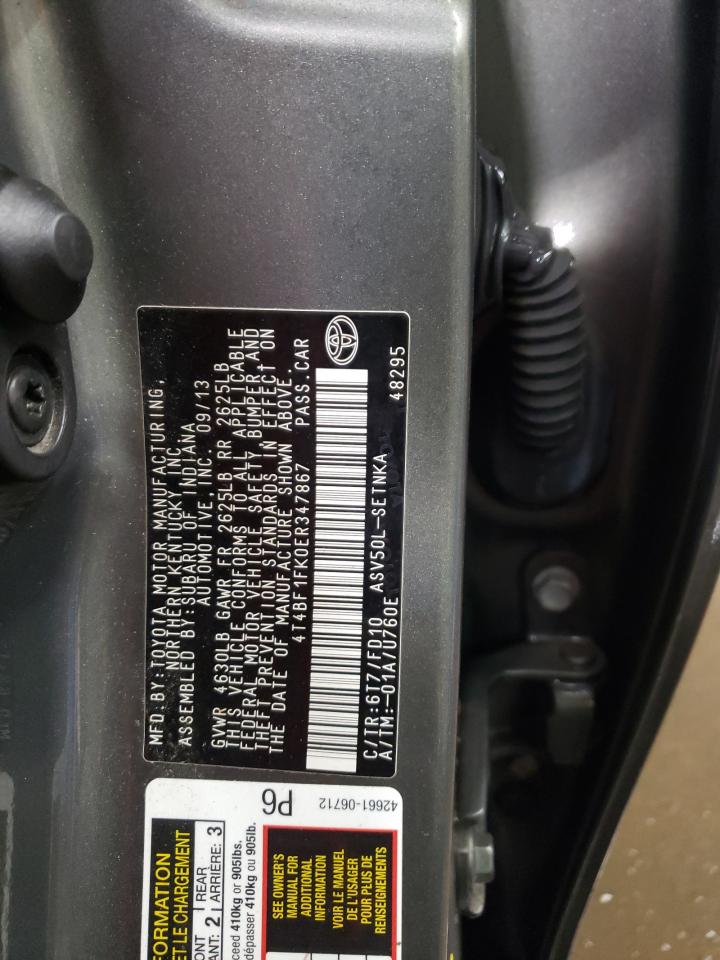 MFD. BY: TOYOTA MOTOR MANUFACTURING,
NORTHERN KENTUCKY, INC.
ASSEMBLED BY: SUBARU OF INDIANA
AUTOMOTIVE, INC. 09/13
GVWR 4630LB GAWR FR 2625LB RR 2625LB
THIS VEHICLE CONFORMS TO ALL APPLICABLE
FEDERAL MOTOR VEHICLE SAFETY, BUMPER, AND
THEFT PREVENTION STANDARDS IN EFFECT ON
THE DATE OF MANUFACTURE SHOWN ABOVE.
4T4BF1FK0ER347867 PASS. CAR
C/TR:6T7/FD10 ASV50L-SETNKA
A/TM:-01A/U760E 48295
P6
42661-06712
FORMATION
ET LE CHARGEMENT
ONT REAR
ANT: 2 ARRIÈRE: 3
ceed 410kg or 905lbs.
dépasser 410kg ou 905lb.
SEE OWNER'S
MANUAL FOR
ADDITIONAL
INFORMATION
VOIR LE MANUEL
DE L'USAGER
POUR PLUS DE
RENSEIGNEMENTS